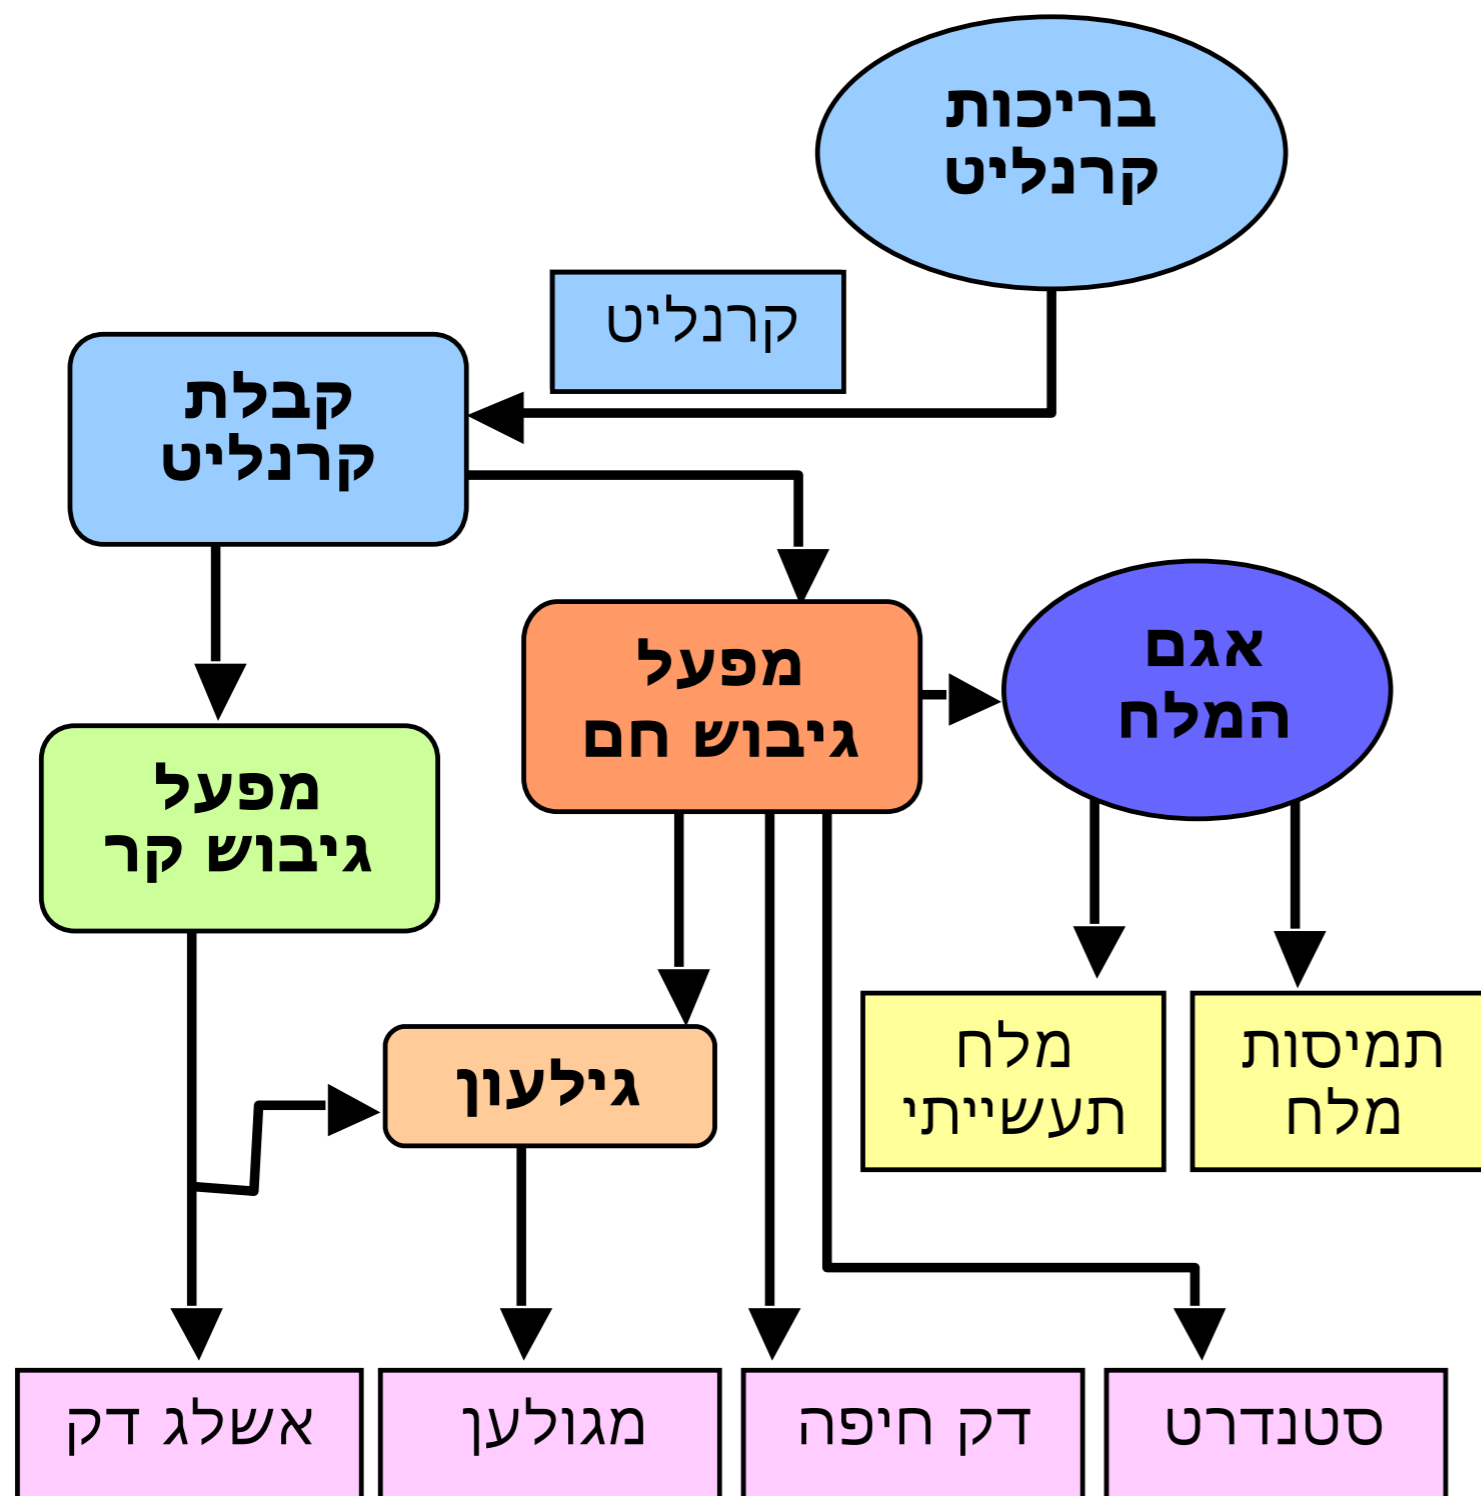 בריכות
קרנליט
קרנליט
קבלת
קרנליט
מפעל
גיבוש חם
אגם
המלח
מפעל
גיבוש קר
גילעון
מלח
תעשייתי
תמיסות
מלח
אשלג דק
מגולען
דק חיפה
סטנדרט